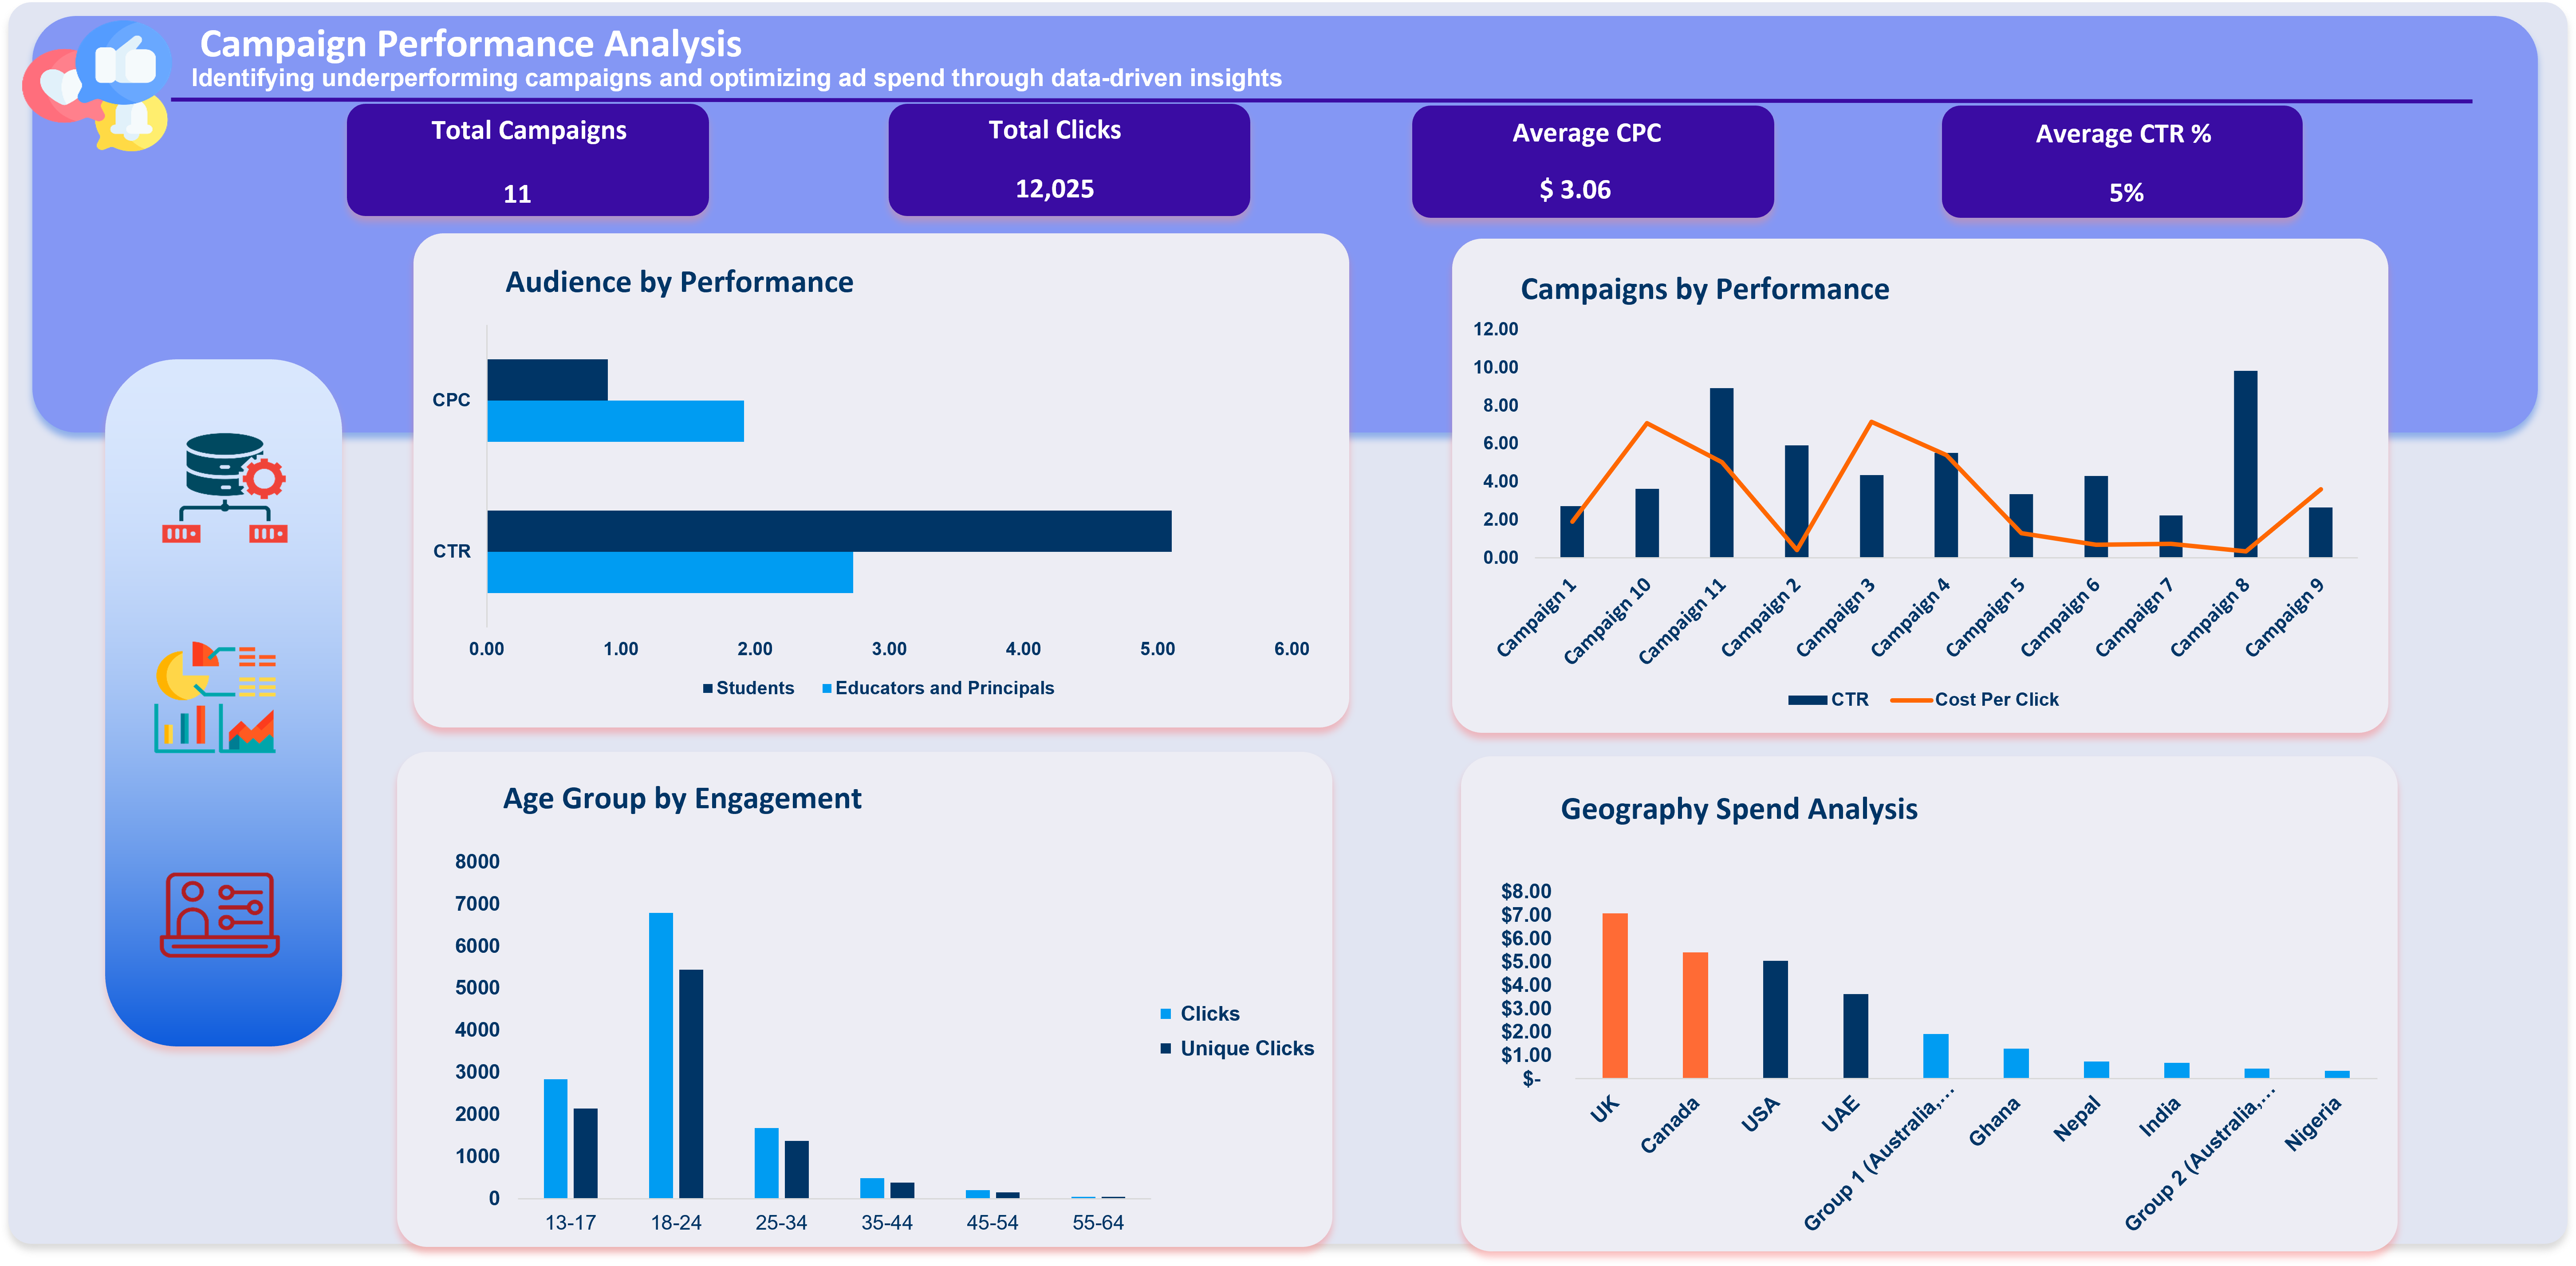 Campaign Performance Analysis
Identifying underperforming campaigns and optimizing ad spend through data-driven insights
Total Campaigns
11
Total Clicks
12,025
Average CPC
$ 3.06
Average CTR %
5%
Audience by Performance
CPC
CTR
0.00 1.00 2.00 3.00 4.00 5.00 6.00
Students Educators and Principals
Campaigns by Performance
12.00
10.00
8.00
6.00
4.00
2.00
0.00
Campaign 1
Campaign 10
Campaign 11
Campaign 2
Campaign 3
Campaign 4
Campaign 5
Campaign 6
Campaign 7
Campaign 8
Campaign 9
CTR Cost Per Click
Age Group by Engagement
8000
7000
6000
5000
4000
3000
2000
1000
0
13-17 18-24 25-34 35-44 45-54 55-64
Clicks
Unique Clicks
Geography Spend Analysis
$8.00
$7.00
$6.00
$5.00
$4.00
$3.00
$2.00
$1.00
$-
UK
Canada
USA
UAE
Group 1 (Australia,...
Ghana
Nepal
India
Group 2 (Australia,...
Nigeria